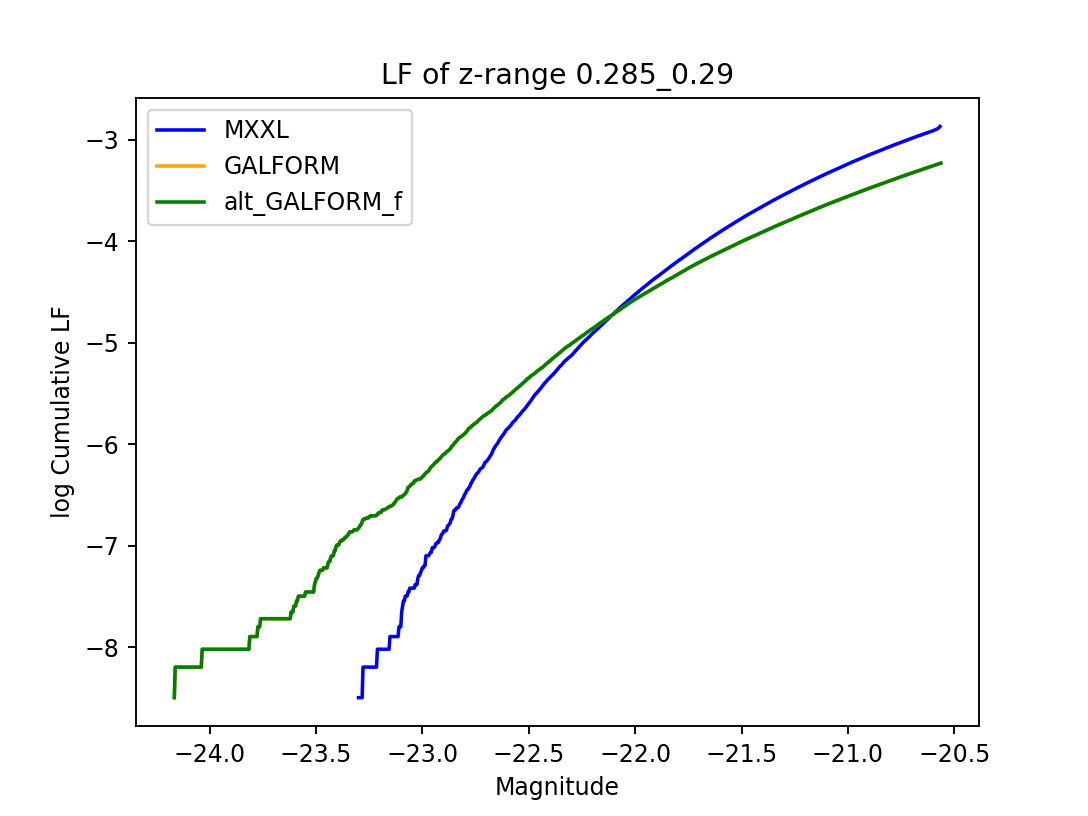 LF of z-range 0.285_0.29
MXXL
GALFORM
alt_GALFORM_f
log Cumulative LF
−3
−4
−5
−6
−7
−8
−24.0 −23.5 −23.0 −22.5 −22.0 −21.5 −21.0 −20.5
Magnitude